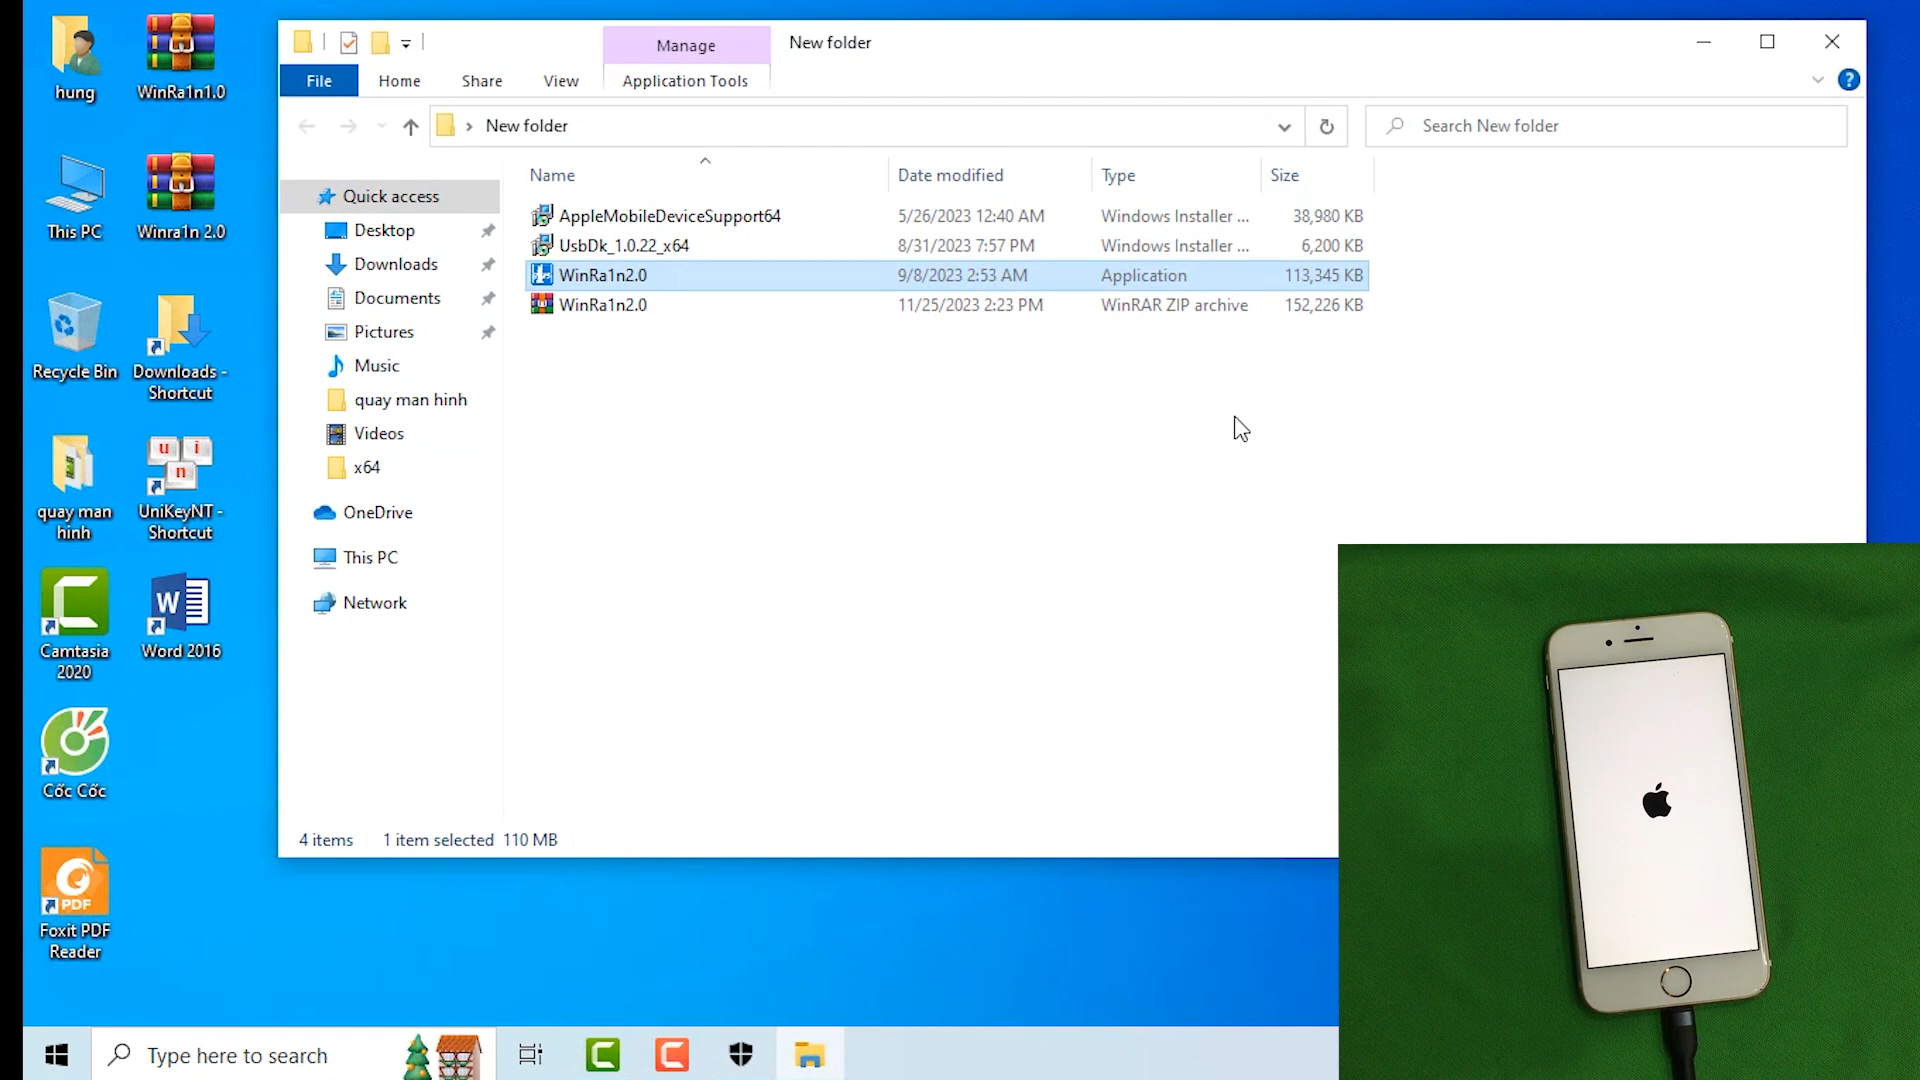 hung
WinRa1n1.0
This PC
Winra1n 2.0
Recycle Bin
Downloads -
Shortcut
quay man
hinh
UniKeyNT -
Shortcut
Camtasia
2020
Word 2016
Cốc Cốc
Foxit PDF
Reader
PDF
u
i
n
W
Manage
New folder
File
Home
Share
View
Application Tools
?
New folder
Search New folder
Name
Date modified
Type
Size
AppleMobileDeviceSupport64
5/26/2023 12:40 AM
Windows Installer ...
38,980 KB
UsbDk_1.0.22_x64
8/31/2023 7:57 PM
Windows Installer ...
6,200 KB
WinRa1n2.0
9/8/2023 2:53 AM
Application
113,345 KB
WinRa1n2.0
11/25/2023 2:23 PM
WinRAR ZIP archive
152,226 KB
Quick access
Desktop
Downloads
Documents
Pictures
Music
quay man hinh
Videos
x64
OneDrive
This PC
Network
4 items
1 item selected 110 MB
Type here to search